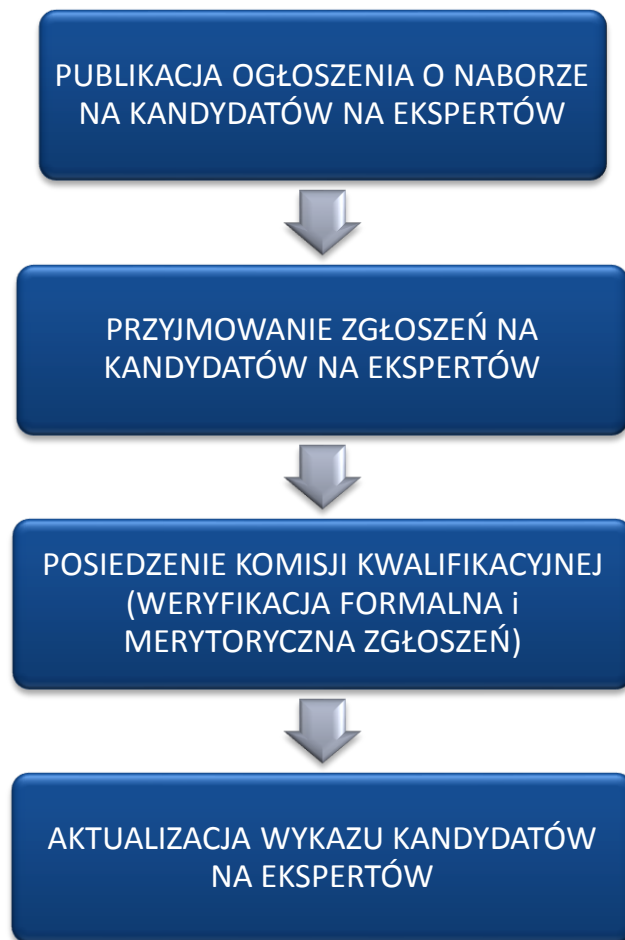 PUBLIKACJA OGŁOSZENIA O NABORZE
NA KANDYDATÓW NA EKSPERTÓW
PRZYJMOWANIE ZGŁOSZEŃ NA
KANDYDATÓW NA EKSPERTÓW
POSIEDZENIE KOMISJI KWALIFIKACYJNEJ
(WERYFIKACJA FORMALNA i
MERYTORYCZNA ZGŁOSZEŃ)
AKTUALIZACJA WYKAZU KANDYDATÓW
NA EKSPERTÓW